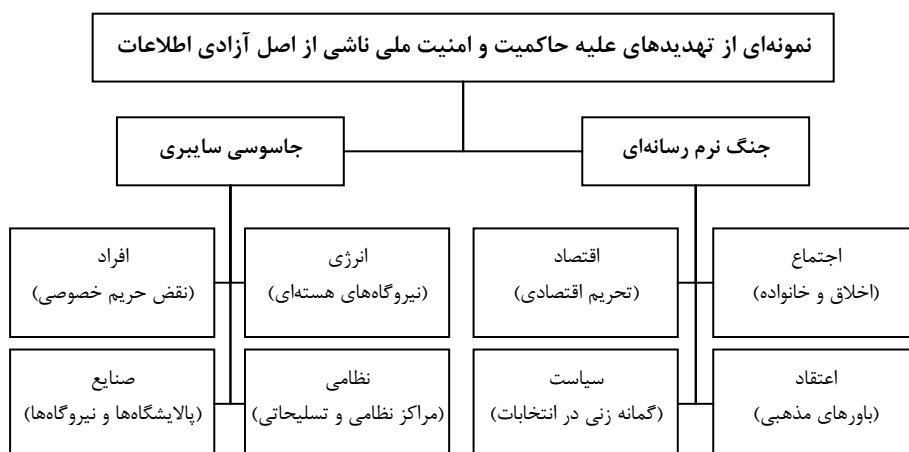 نمونه‌ای از تهدیدهای علیه حاکمیت و امنیت ملی ناشی از اصل آزادی اطلاعات
جنگ نرم رسانه‌ای
جاسوسی سایبری
اجتماع
(اخلاق و خانواده)
اقتصاد
(تحریم اقتصادی)
انرژی
(نیروگاه‌های هسته‌ای)
افراد
(نقض حریم خصوصی)
اعتقاد
(باورهای مذهبی)
سیاست
(گمانه زنی در انتخابات)
نظامی
(مراکز نظامی و تسلیحاتی)
صنایع
(پالایشگاه‌ها و نیروگاه‌ها)